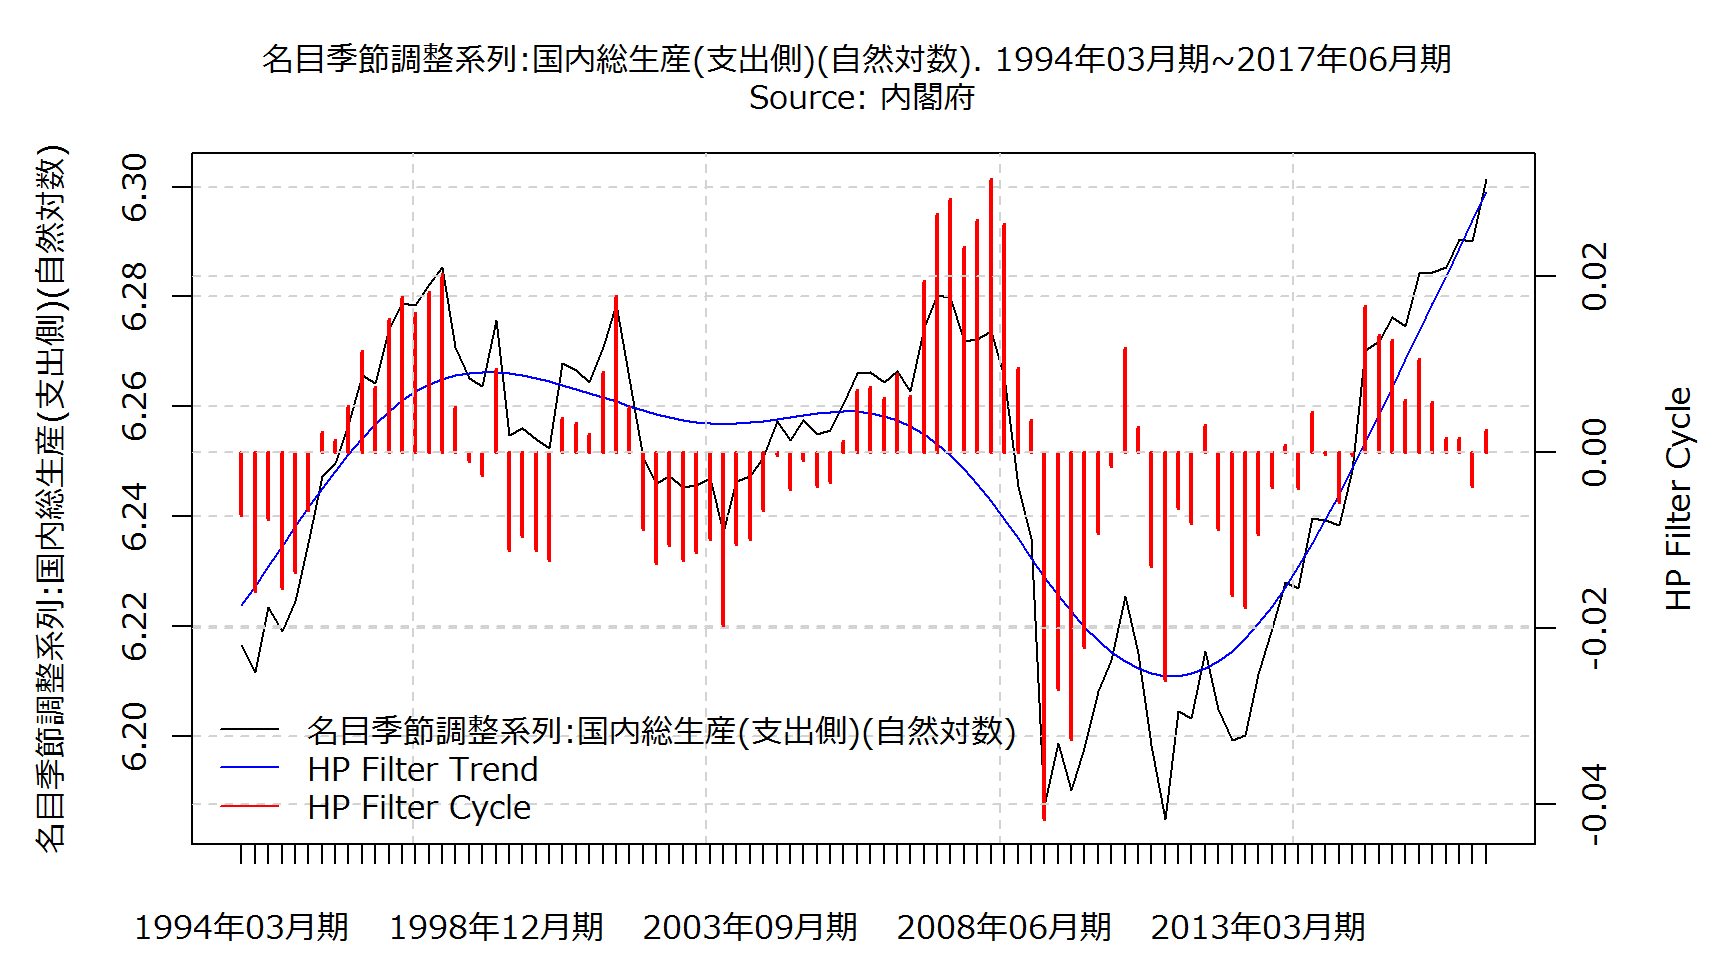 名目季節調整系列:国内総生産(支出側)(自然対数). 1994年03月期~2017年06月期
Source: 内閣府
名目季節調整系列:国内総生産(支出側)(自然対数)
6.30
6.28
6.26
6.24
6.22
6.20
0.02
0.00
-0.02
-0.04
HP Filter Cycle
名目季節調整系列:国内総生産(支出側)(自然対数)
HP Filter Trend
HP Filter Cycle
1994年03月期 1998年12月期 2003年09月期 2008年06月期 2013年03月期